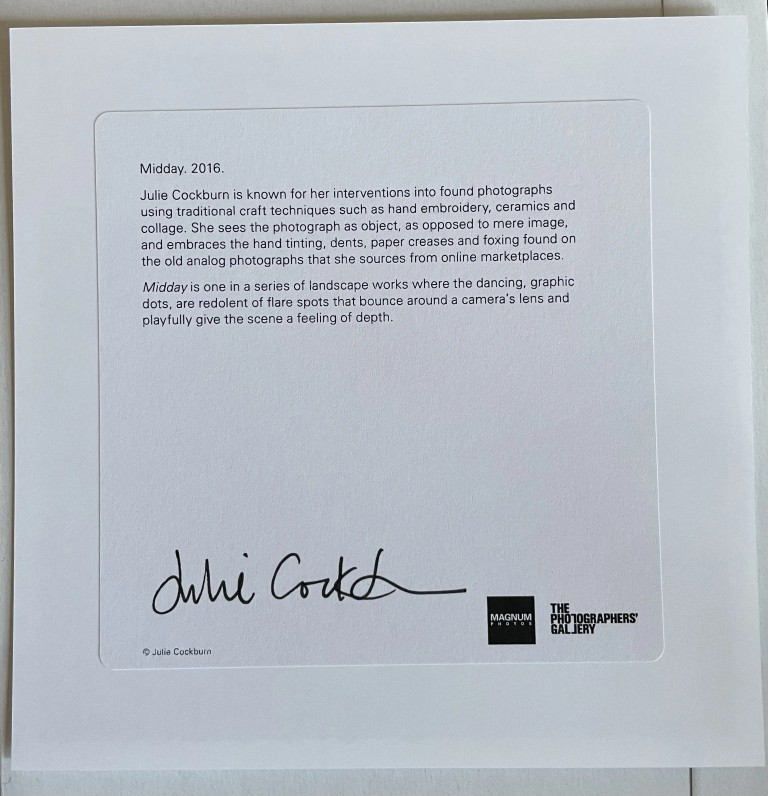 Midday. 2016.
Julie Cockburn is known for her interventions into found photographs
using traditional craft techniques such as hand embroidery, ceramics and
collage. She sees the photograph as object, as opposed to mere image,
and embraces the hand tinting, dents, paper creases and foxing found on
the old analog photographs that she sources from online marketplaces.
Midday is one in a series of landscape works where the dancing, graphic
dots, are redolent of flare spots that bounce around a camera's lens and
playfully give the scene a feeling of depth.
Julie Cockburn
MAGNUM
PHOTOS
THE
PHOTOGRAPHERS'
GALLERY
© Julie Cockburn